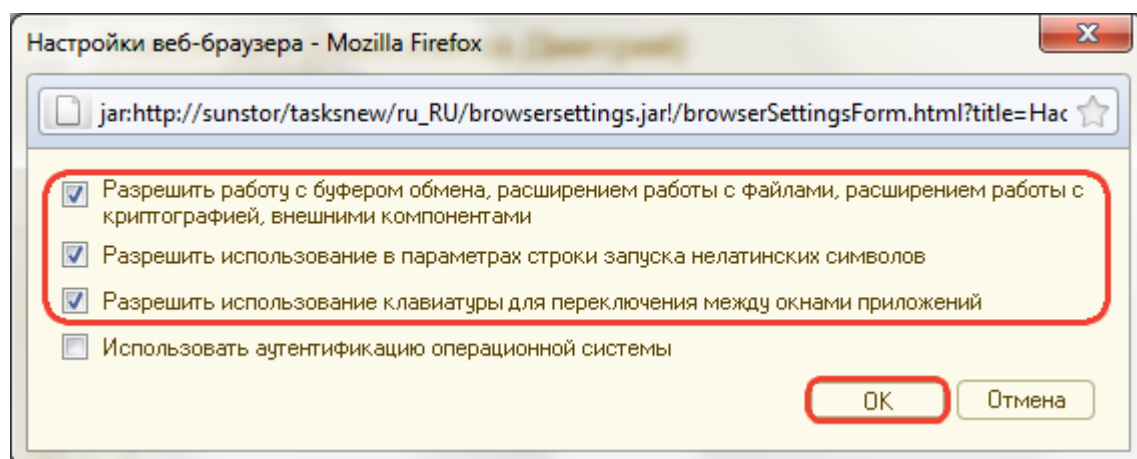 Настройки веб-браузера - Mozilla Firefox
jar:http://sunstor/tasksnew/ru_RU/browsersettings.jar!/browserSettingsForm.html?title=Нас
Разрешить работу с буфером обмена, расширением работы с файлами, расширением работы с
криптографией, внешними компонентами
Разрешить использование в параметрах строки запуска нелатинских символов
Разрешить использование клавиатуры для переключения между окнами приложений
Использовать аутентификацию операционной системы
OK Отмена